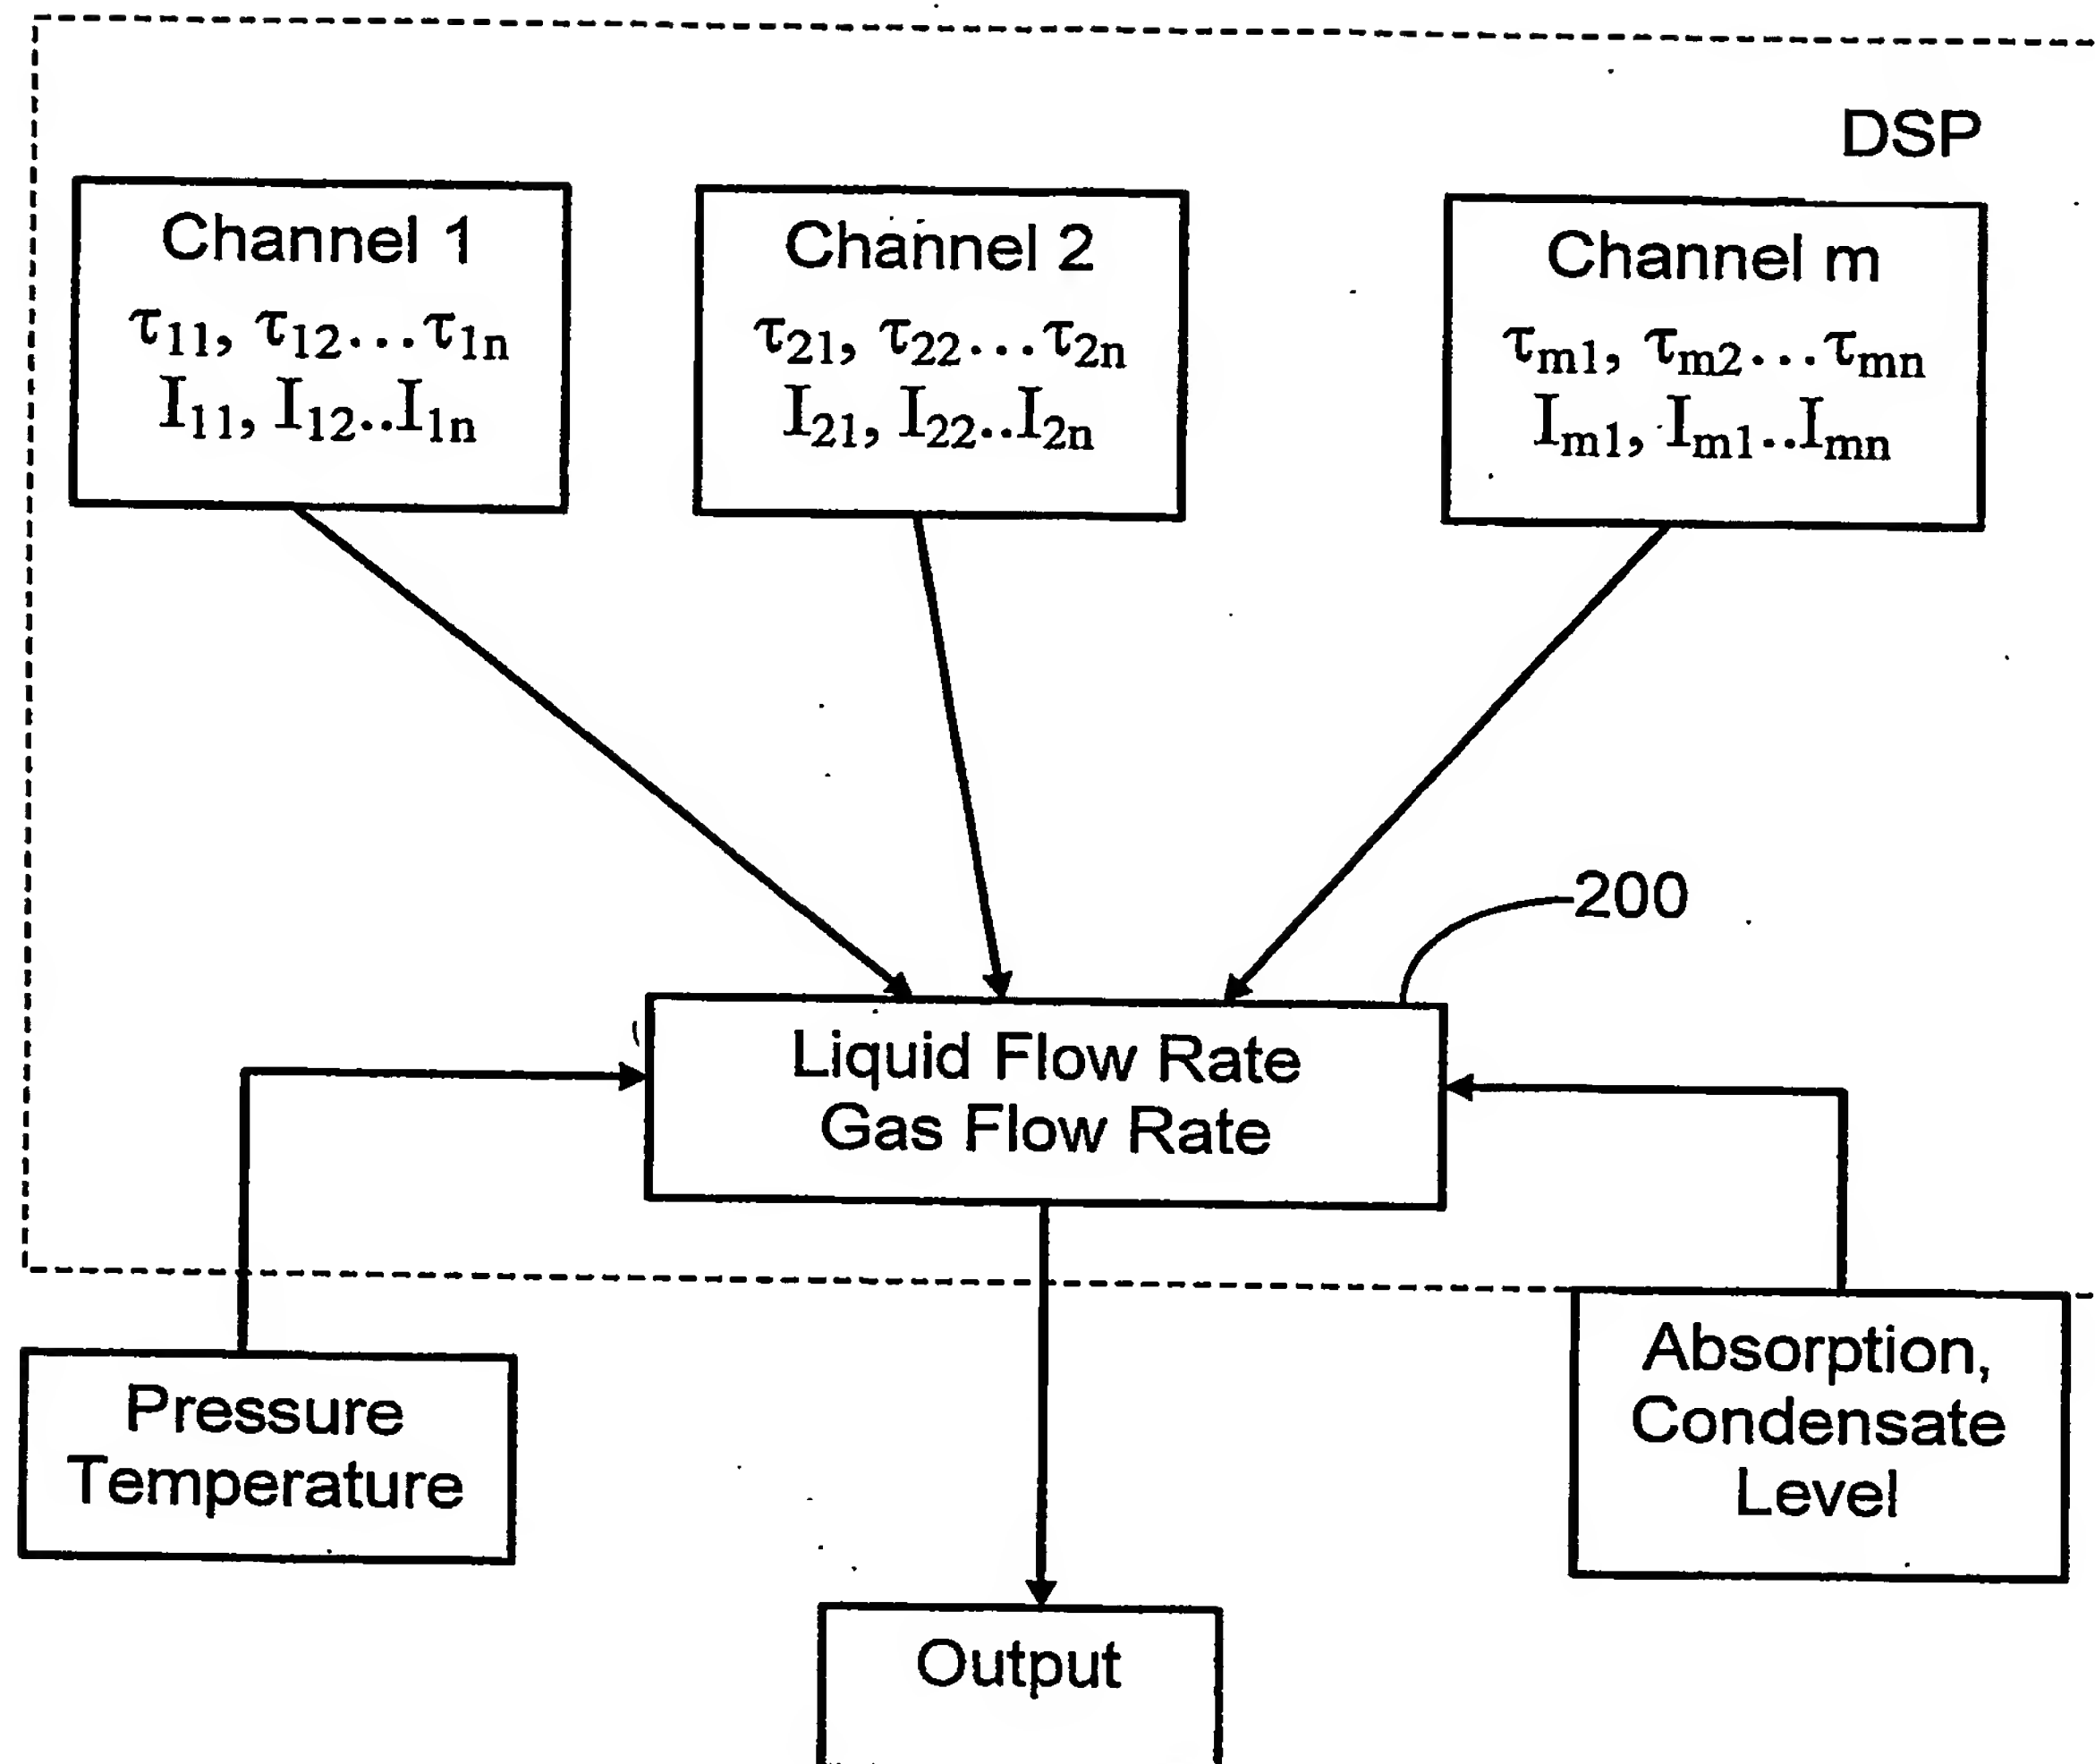 DSP
Channel 1
τ11, τ12...τ1n
I11, I12..I1n
Channel 2
τ21, τ22...τ2n
I21, I22..I2n
Channel m
τm1, τm2...τmn
Im1, Im1..Imn
200
Liquid Flow Rate
Gas Flow Rate
Pressure
Temperature
Absorption,
Condensate
Level
Output